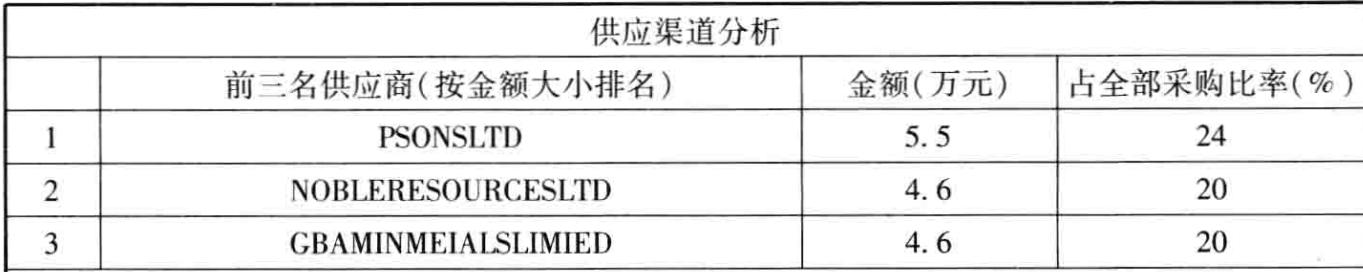 供应渠道分析
前三名供应商(按金额大小排名) 金额(万元) 占全部采购比率(%)
1 PSONSLTD 5.5 24
2 NOBLERESOURCESLTD 4.6 20
3 GBAMINMEIALSLIMIED 4.6 20